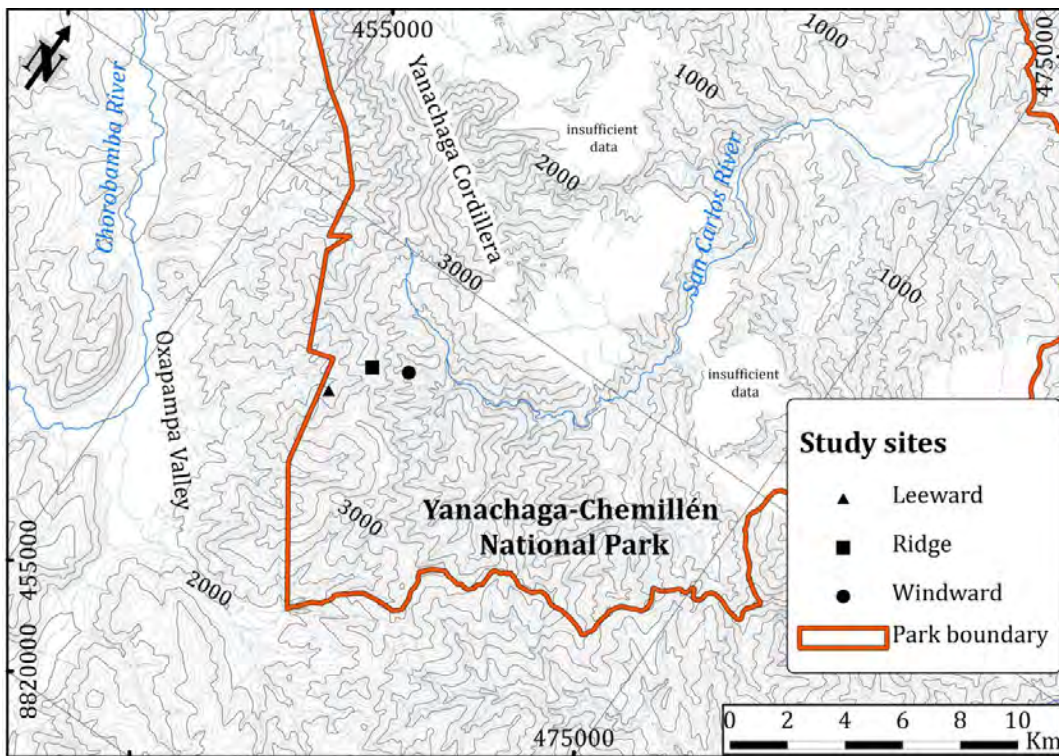 455000
475000
N
1000
Chorobamba River
Yanachaga Cordillera
1000
insufficient
data
2000
San Carlos River
3000
1000
Oxapampa Valley
insufficient
data
Study sites
Leeward
Ridge
Windward
Park boundary
3000
Yanachaga-Chemillén
National Park
455000
2000
8820000
475000
0 2 4 6 8 10
Km